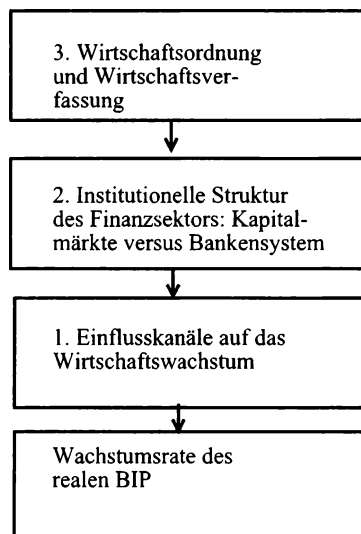 3. Wirtschaftsordnung
und Wirtschaftsver-
fassung
2. Institutionelle Struktur
des Finanzsektors: Kapital-
märkte versus Bankensystem
1. Einflusskanäle auf das
Wirtschaftswachstum
Wachstumsrate des
realen BIP